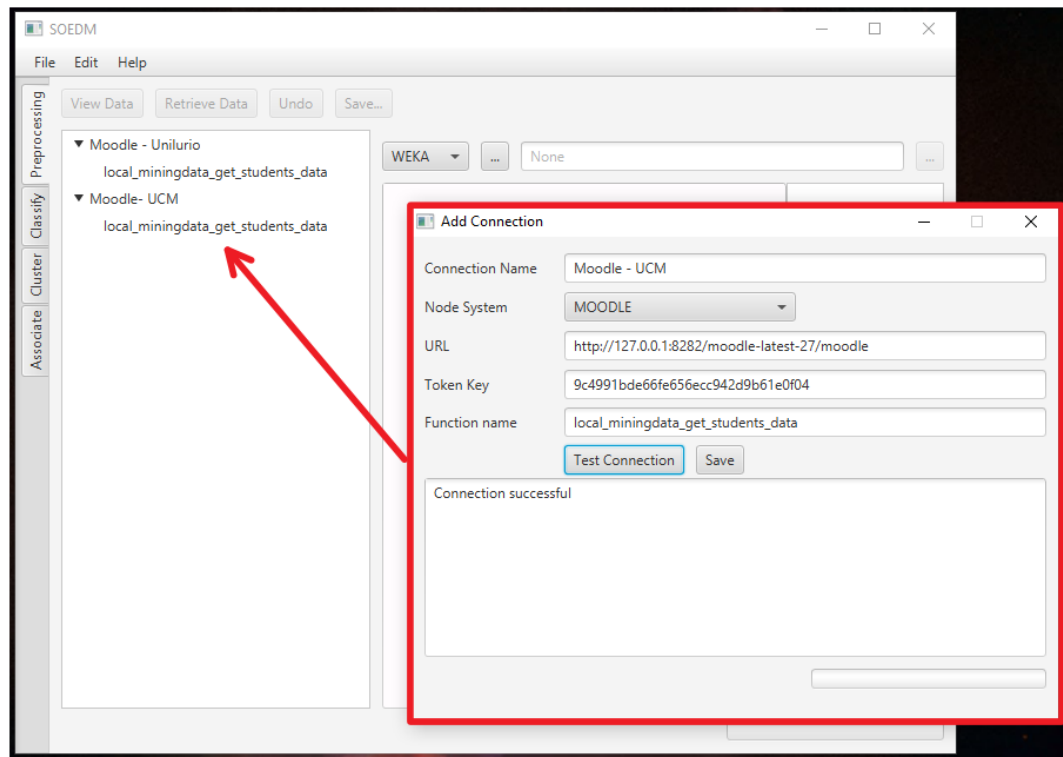 SOEDM
File Edit Help
View Data Retrieve Data Undo Save...
Preprocessing
Classify
Cluster
Associate
Moodle - Unilurio
local_miningdata_get_students_data
Moodle- UCM
local_miningdata_get_students_data
WEKA ... None ...
Add Connection
Connection Name Moodle - UCM
Node System MOODLE
URL http://127.0.0.1:8282/moodle-latest-27/moodle
Token Key 9c4991bde66fe656ecc942d9b61e0f04
Function name local_miningdata_get_students_data
Test Connection Save
Connection successful